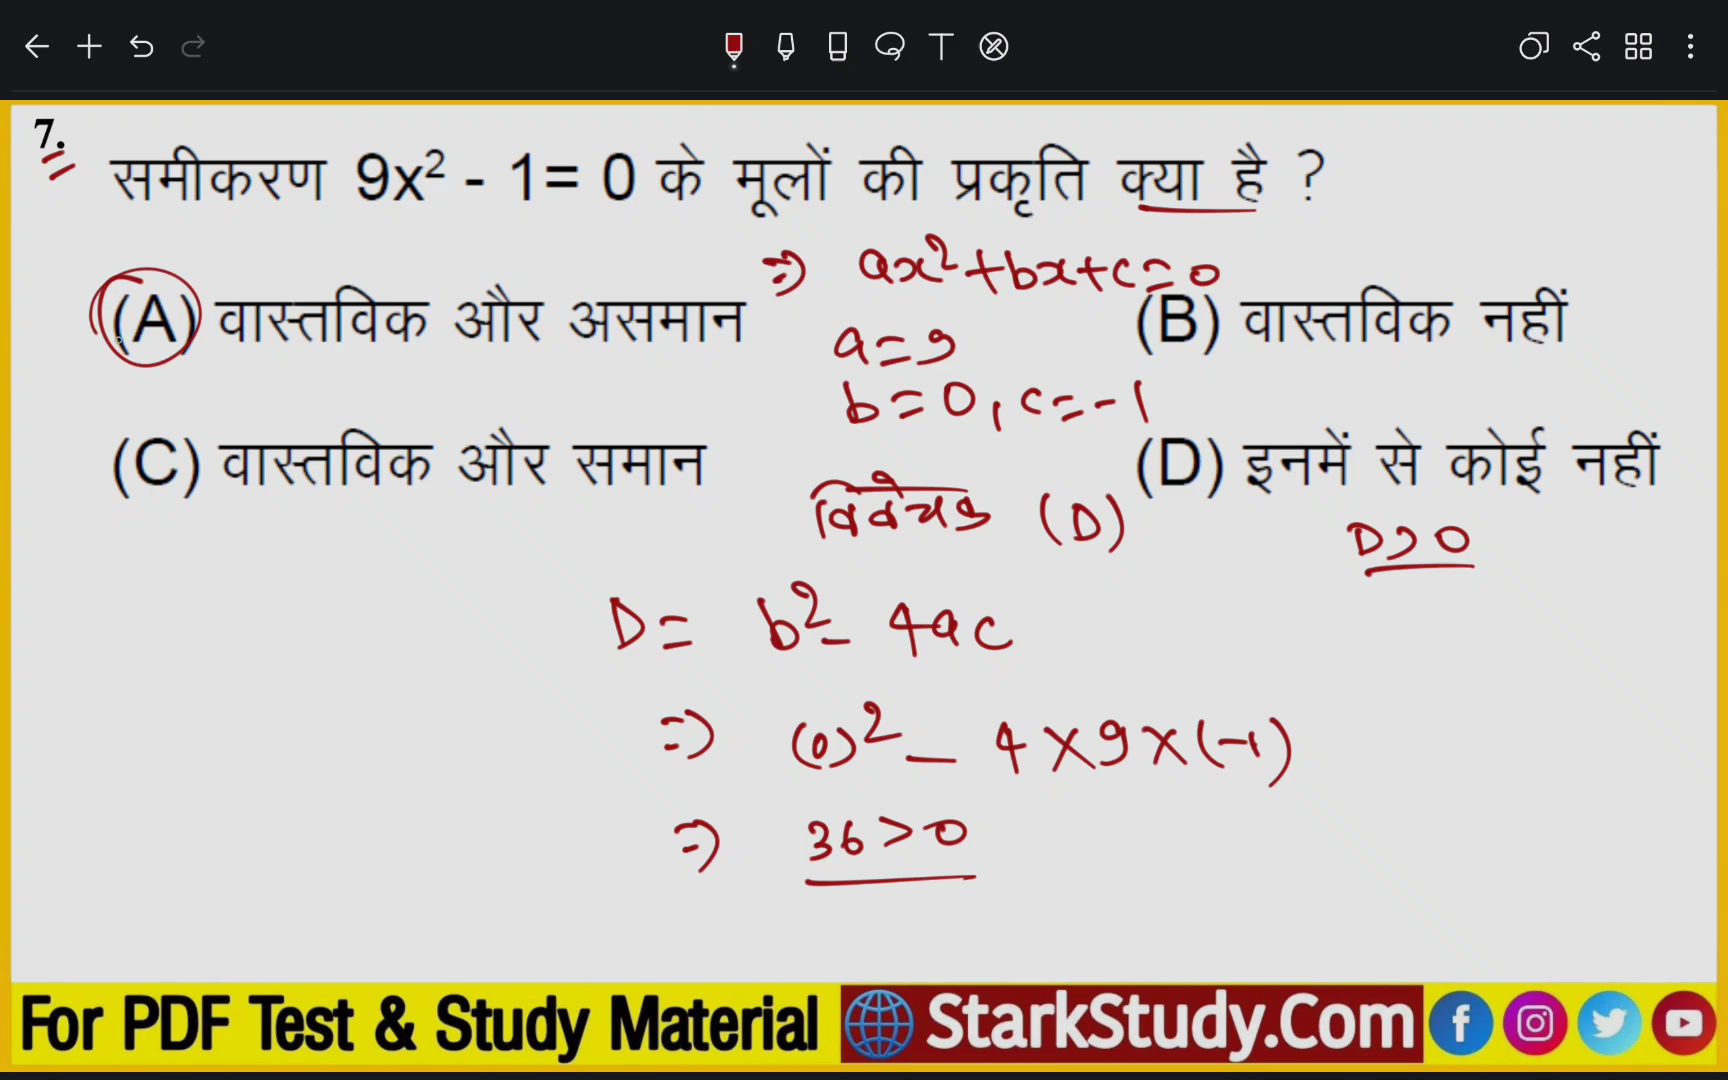 7.
समीकरण 9x² - 1= 0 के मूलों की प्रकृति क्या है ?
⇒ ax²+bx+c=0
(A) वास्तविक और असमान
(B) वास्तविक नहीं
a=9
b=0, c=-1
(C) वास्तविक और समान
(D) इनमें से कोई नहीं
विवेचक (D)
D>0
D= b²- 4ac
⇒ (0)² - 4×9×(-1)
⇒ 36>0
For PDF Test & Study Material
StarkStudy.Com